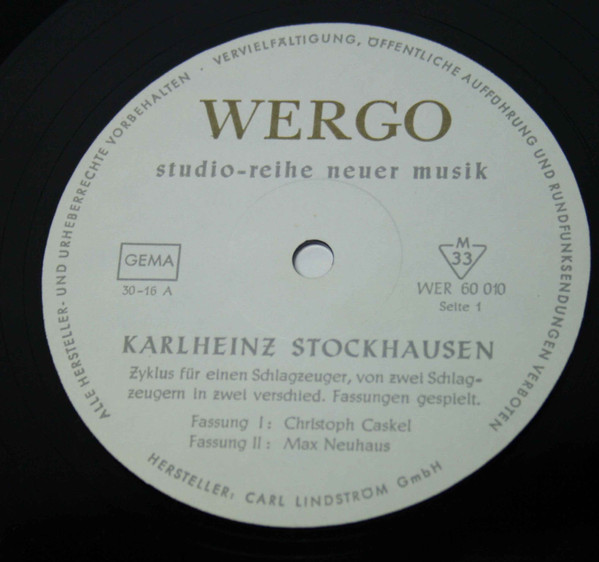 ALLE HERSTELLER- UND URHEBERRECHTE VORBEHALTEN · VERVIELFÄLTIGUNG, ÖFFENTLICHE AUFFÜHRUNG UND RUNDFUNKSENDUNGEN VERBOTEN
WERGO
studio-reihe neuer musik
GEMA
30-16 A
M
33
WER 60 010
Seite 1
KARLHEINZ STOCKHAUSEN
Zyklus für einen Schlagzeuger, von zwei Schlag-
zeugern in zwei verschied. Fassungen gespielt.
Fassung I: Christoph Caskel
Fassung II: Max Neuhaus
HERSTELLER: CARL LINDSTRÖM GmbH